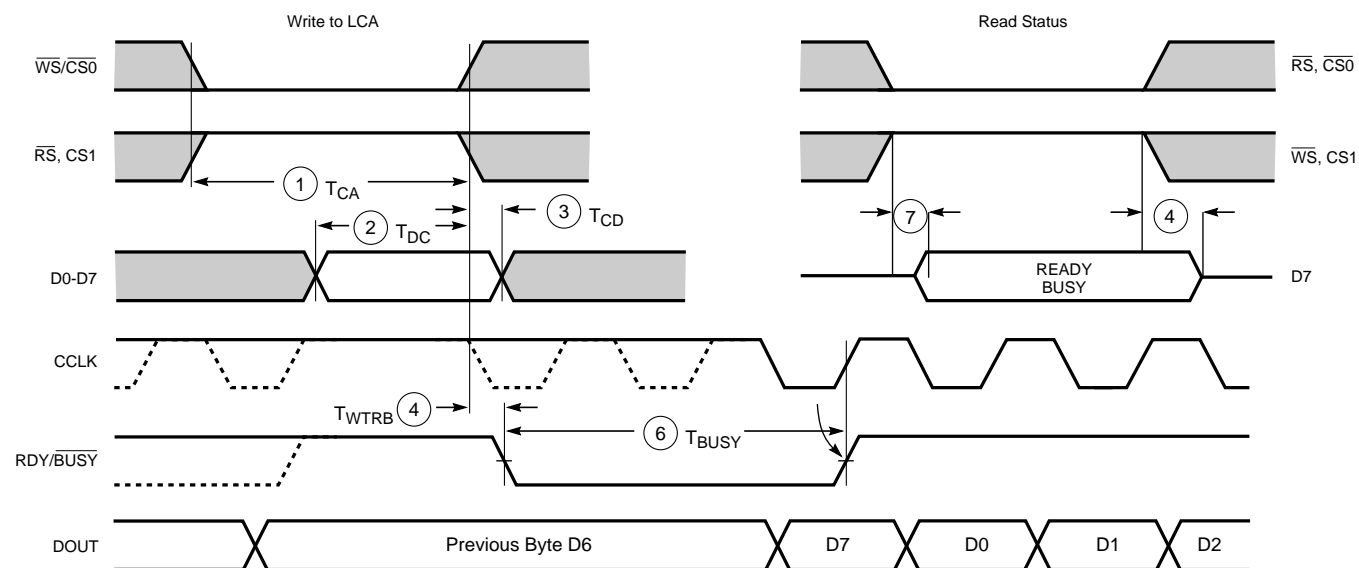 Write to LCA
Read Status
WS/CS0
RS, CS0
RS, CS1
WS, CS1
1 TCA
2 TDC
3 TCD
7
4
D0-D7
READY
BUSY
D7
CCLK
TWTRB 4
6 TBUSY
RDY/BUSY
DOUT
Previous Byte D6
D7
D0
D1
D2